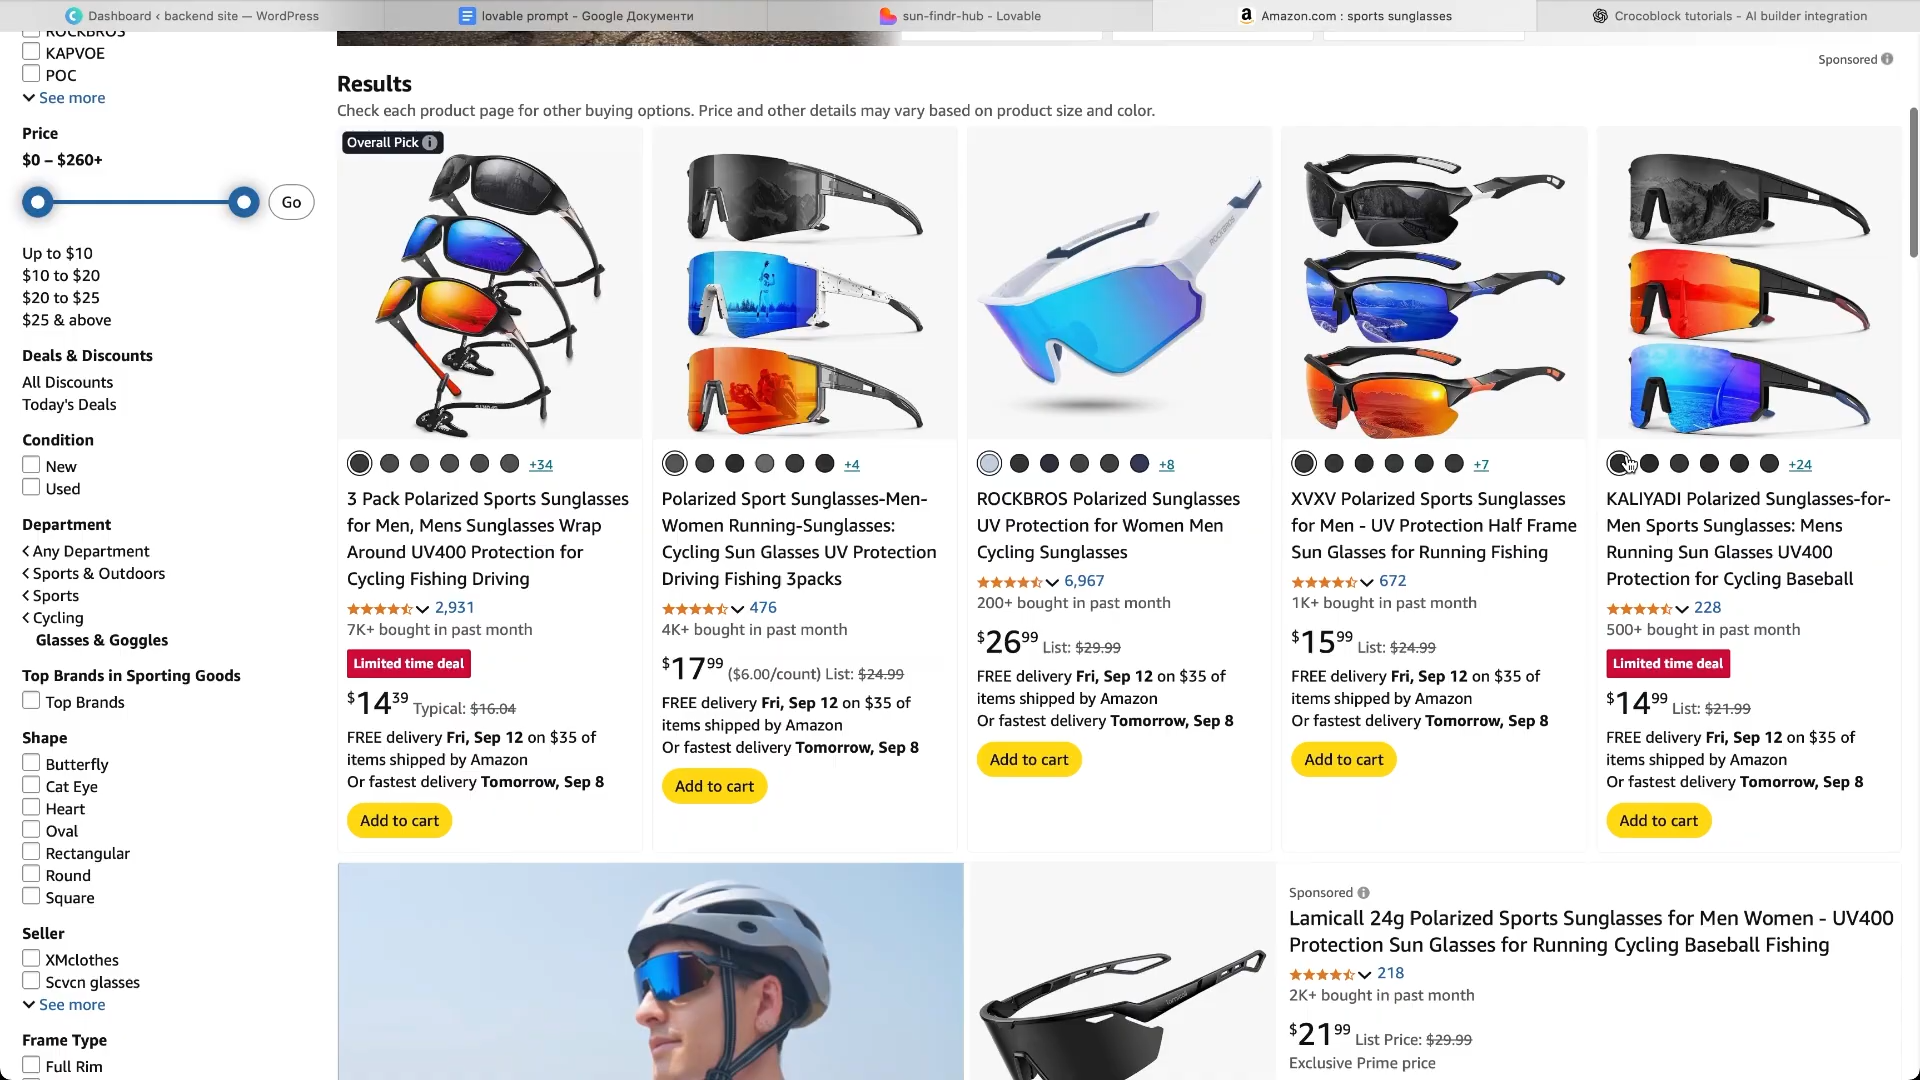 Dashboard ‹ backend site — WordPress
lovable prompt - Google Документи
sun-findr-hub - Lovable
Amazon.com : sports sunglasses
Crocoblock tutorials - AI builder integration
ROCKBROS
KAPVOE
POC
See more
Price
$0 – $260+
Go
Up to $10
$10 to $20
$20 to $25
$25 & above
Deals & Discounts
All Discounts
Today's Deals
Condition
New
Used
Department
Any Department
Sports & Outdoors
Sports
Cycling
Glasses & Goggles
Top Brands in Sporting Goods
Top Brands
Shape
Butterfly
Cat Eye
Heart
Oval
Rectangular
Round
Square
Seller
XMclothes
Scvcn glasses
See more
Frame Type
Full Rim
Sponsored
Results
Check each product page for other buying options. Price and other details may vary based on product size and color.
Overall Pick
+34
3 Pack Polarized Sports Sunglasses
for Men, Mens Sunglasses Wrap
Around UV400 Protection for
Cycling Fishing Driving
2,931
7K+ bought in past month
Limited time deal
$14.39 Typical: $16.04
FREE delivery Fri, Sep 12 on $35 of
items shipped by Amazon
Or fastest delivery Tomorrow, Sep 8
Add to cart
+4
Polarized Sport Sunglasses-Men-
Women Running-Sunglasses:
Cycling Sun Glasses UV Protection
Driving Fishing 3packs
476
4K+ bought in past month
$17.99 ($6.00/count) List: $24.99
FREE delivery Fri, Sep 12 on $35 of
items shipped by Amazon
Or fastest delivery Tomorrow, Sep 8
Add to cart
ROCKBROS
+8
ROCKBROS Polarized Sunglasses
UV Protection for Women Men
Cycling Sunglasses
6,967
200+ bought in past month
$26.99 List: $29.99
FREE delivery Fri, Sep 12 on $35 of
items shipped by Amazon
Or fastest delivery Tomorrow, Sep 8
Add to cart
+7
XVXV Polarized Sports Sunglasses
for Men - UV Protection Half Frame
Sun Glasses for Running Fishing
672
1K+ bought in past month
$15.99 List: $24.99
FREE delivery Fri, Sep 12 on $35 of
items shipped by Amazon
Or fastest delivery Tomorrow, Sep 8
Add to cart
+24
KALIYADI Polarized Sunglasses-for-
Men Sports Sunglasses: Mens
Running Sun Glasses UV400
Protection for Cycling Baseball
228
500+ bought in past month
Limited time deal
$14.99 List: $21.99
FREE delivery Fri, Sep 12 on $35 of
items shipped by Amazon
Or fastest delivery Tomorrow, Sep 8
Add to cart
Sponsored
Lamicall 24g Polarized Sports Sunglasses for Men Women - UV400
Protection Sun Glasses for Running Cycling Baseball Fishing
218
2K+ bought in past month
$21.99 List Price: $29.99
Exclusive Prime price